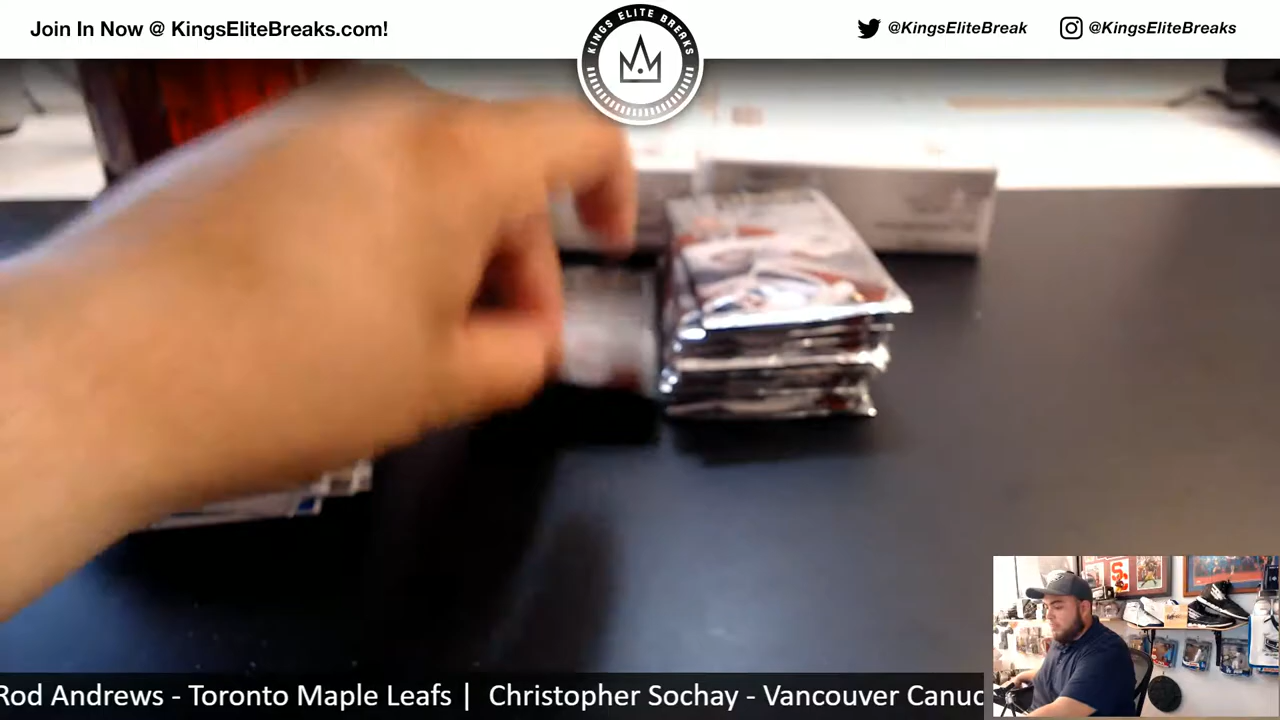 Join In Now @ KingsEliteBreaks.com!
KINGS ELITE BREAKS
@KingsEliteBreak
@KingsEliteBreaks
Rod Andrews - Toronto Maple Leafs | Christopher Sochay - Vancouver Canuc
SC